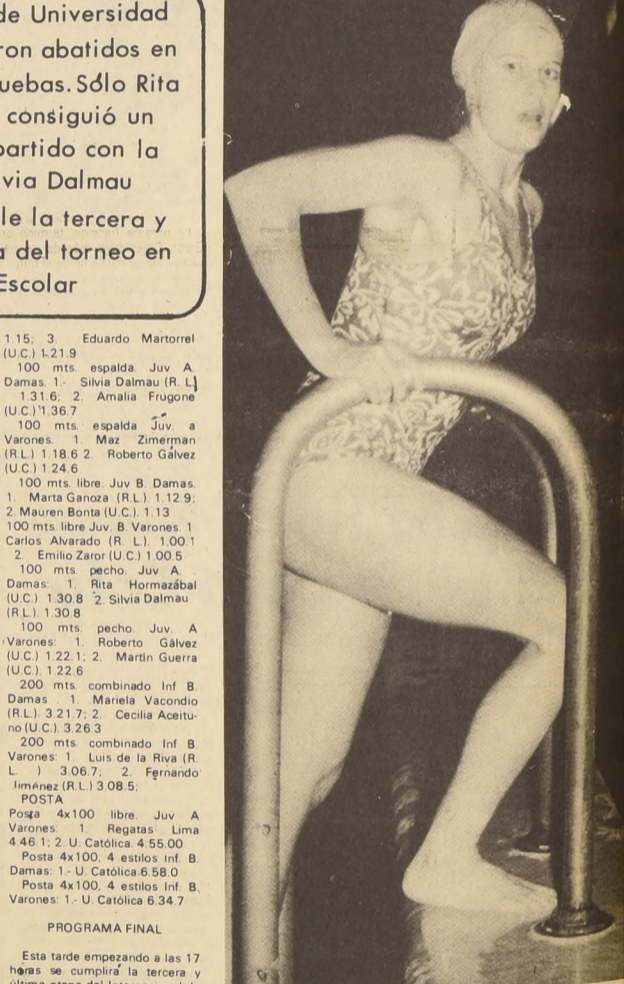 de Universidad
ron abatidos en
uebas. Sólo Rita
consiguió un
partido con la
via Dalmau
le la tercera y
a del torneo en
Escolar
1.15; 3. Eduardo Martorrel
(U.C.) 1.21.9
100 mts. espalda. Juv A.
Damas. 1.- Silvia Dalmau (R. L)
1.31.6; 2. Amalia Frugone
(U.C.) 1.36.7
100 mts. espalda Juv. a
Varones. 1. Maz Zimerman
(R.L.) 1.18.6 2. Roberto Gálvez
(U.C.) 1.24.6
100 mts. libre. Juv B. Damas.
1. Marta Ganoza (R.L.). 1.12.9;
2. Mauren Bonta (U.C.) 1.13
100 mts. libre Juv. B. Varones. 1
Carlos Alvarado (R. L.). 1.00.1
2. Emilio Zaror (U.C.) 1.00.5
100 mts. pecho. Juv A.
Damas: 1. Rita Hormazábal
(U.C.) 1.30.8 2. Silvia Dalmau
(R.L.) 1.30.8
100 mts. pecho. Juv. A
Varones: 1. Roberto Gálvez
(U.C.) 1.22.1; 2. Martín Guerra
(U.C.). 1.22.6
200 mts. combinado Inf B.
Damas . 1. Mariela Vacondio
(R.L.). 3.21.7; 2. Cecilia Aceitu-
no (U.C.). 3.26.3
200 mts. combinado Inf B.
Varones: 1. Luis de la Riva (R.
L. ) 3.06.7; 2. Fernando
Jiménez (R.L.) 3.08.5;
POSTA
Posta 4x100 libre. Juv A
Varones: 1. Regatas Lima
4.46.1; 2. U. Católica. 4.55.00
Posta 4x100, 4 estilos Inf. B.
Damas: 1.- U. Católica. 6.58.0
Posta 4x100, 4 estilos Inf. B.
Varones: 1.- U. Católica 6.34.7
PROGRAMA FINAL
Esta tarde empezando a las 17
horas se cumplirá la tercera y
última etapa del